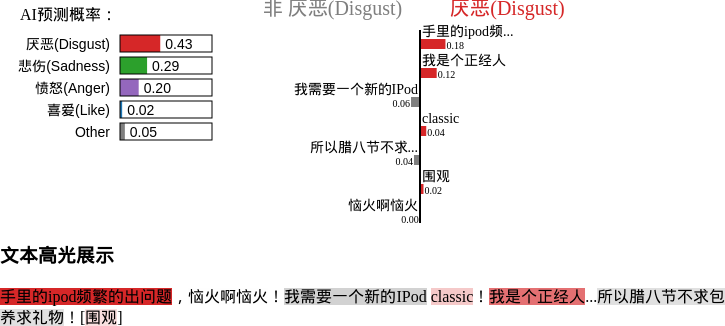 AI预测概率：
厌恶(Disgust) 0.43
悲伤(Sadness) 0.29
愤怒(Anger) 0.20
喜爱(Like) 0.02
Other 0.05
非 厌恶(Disgust) 厌恶(Disgust)
手里的ipod频...
0.18
我是个正经人
0.12
我需要一个新的IPod
0.06
classic
0.04
所以腊八节不求...
0.04
围观
0.02
恼火啊恼火
0.00
文本高光展示
手里的ipod频繁的出问题，恼火啊恼火！我需要一个新的IPod classic！我是个正经人...所以腊八节不求包
养求礼物！[围观]